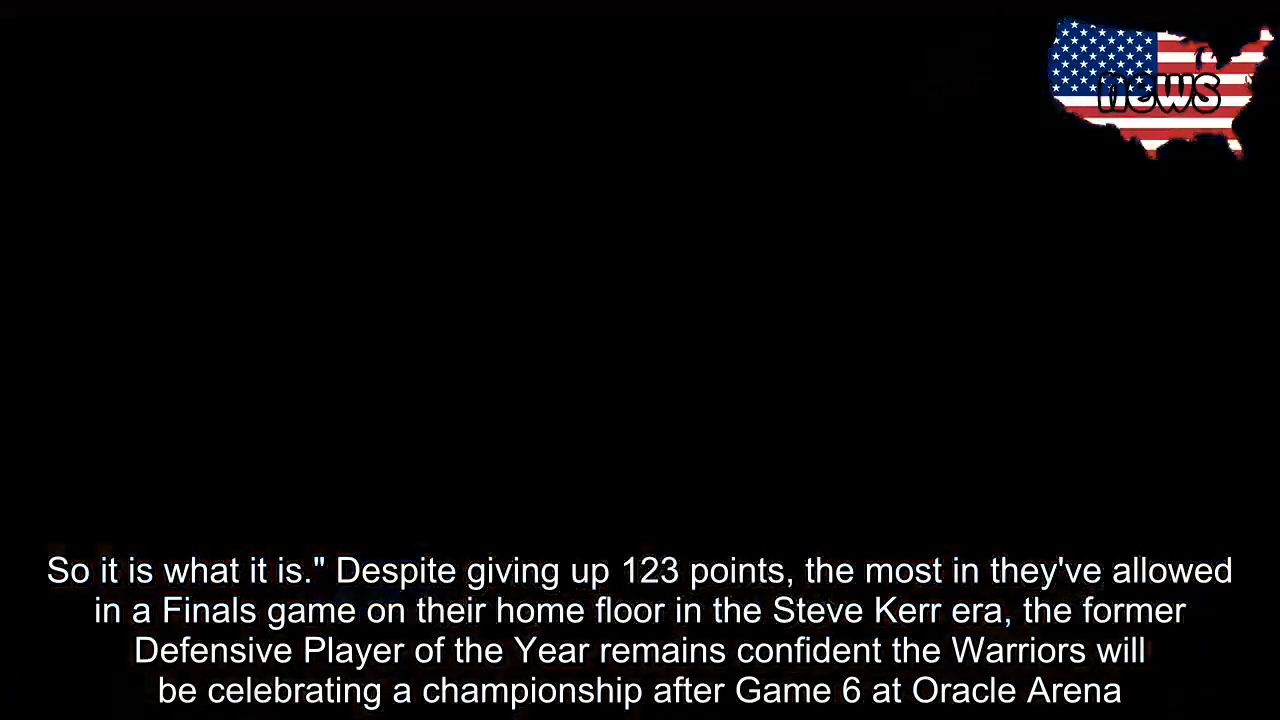 news
So it is what it is." Despite giving up 123 points, the most in they've allowed
in a Finals game on their home floor in the Steve Kerr era, the former
Defensive Player of the Year remains confident the Warriors will
be celebrating a championship after Game 6 at Oracle Arena